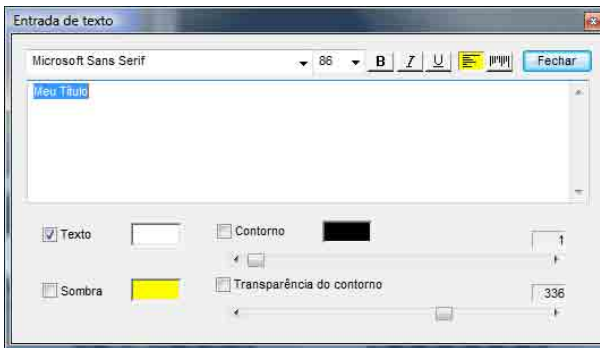 Entrada de texto
Microsoft Sans Serif 86 B I U Fechar
Meu Título
Texto Contorno 1
Sombra Transparência do contorno 336